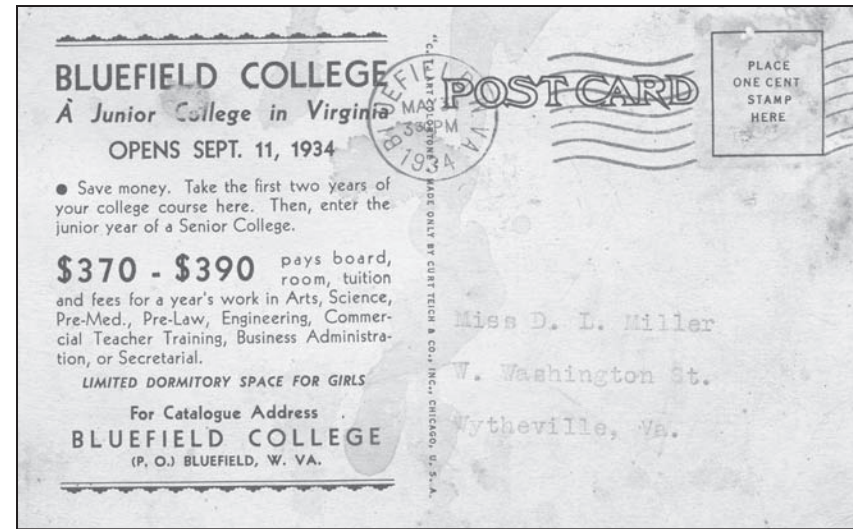 BLUEFIELD COLLEGE
A Junior College in Virginia
OPENS SEPT. 11, 1934
● Save money. Take the first two years of
your college course here. Then, enter the
junior year of a Senior College.
$370 - $390 pays board,
room, tuition
and fees for a year's work in Arts, Science,
Pre-Med., Pre-Law, Engineering, Commer-
cial Teacher Training, Business Administra-
tion, or Secretarial.
LIMITED DORMITORY SPACE FOR GIRLS
For Catalogue Address
BLUEFIELD COLLEGE
(P. O.) BLUEFIELD, W. VA.
"C. T. ART COLORTONE" MADE ONLY BY CURT TEICH & CO., INC., CHICAGO, U. S. A.
BLUEFIELD W. VA.
MAY
PM
1934
POST CARD
PLACE
ONE CENT
STAMP
HERE
Miss D. L. Miller
W. Washington St.
Wytheville, Va.